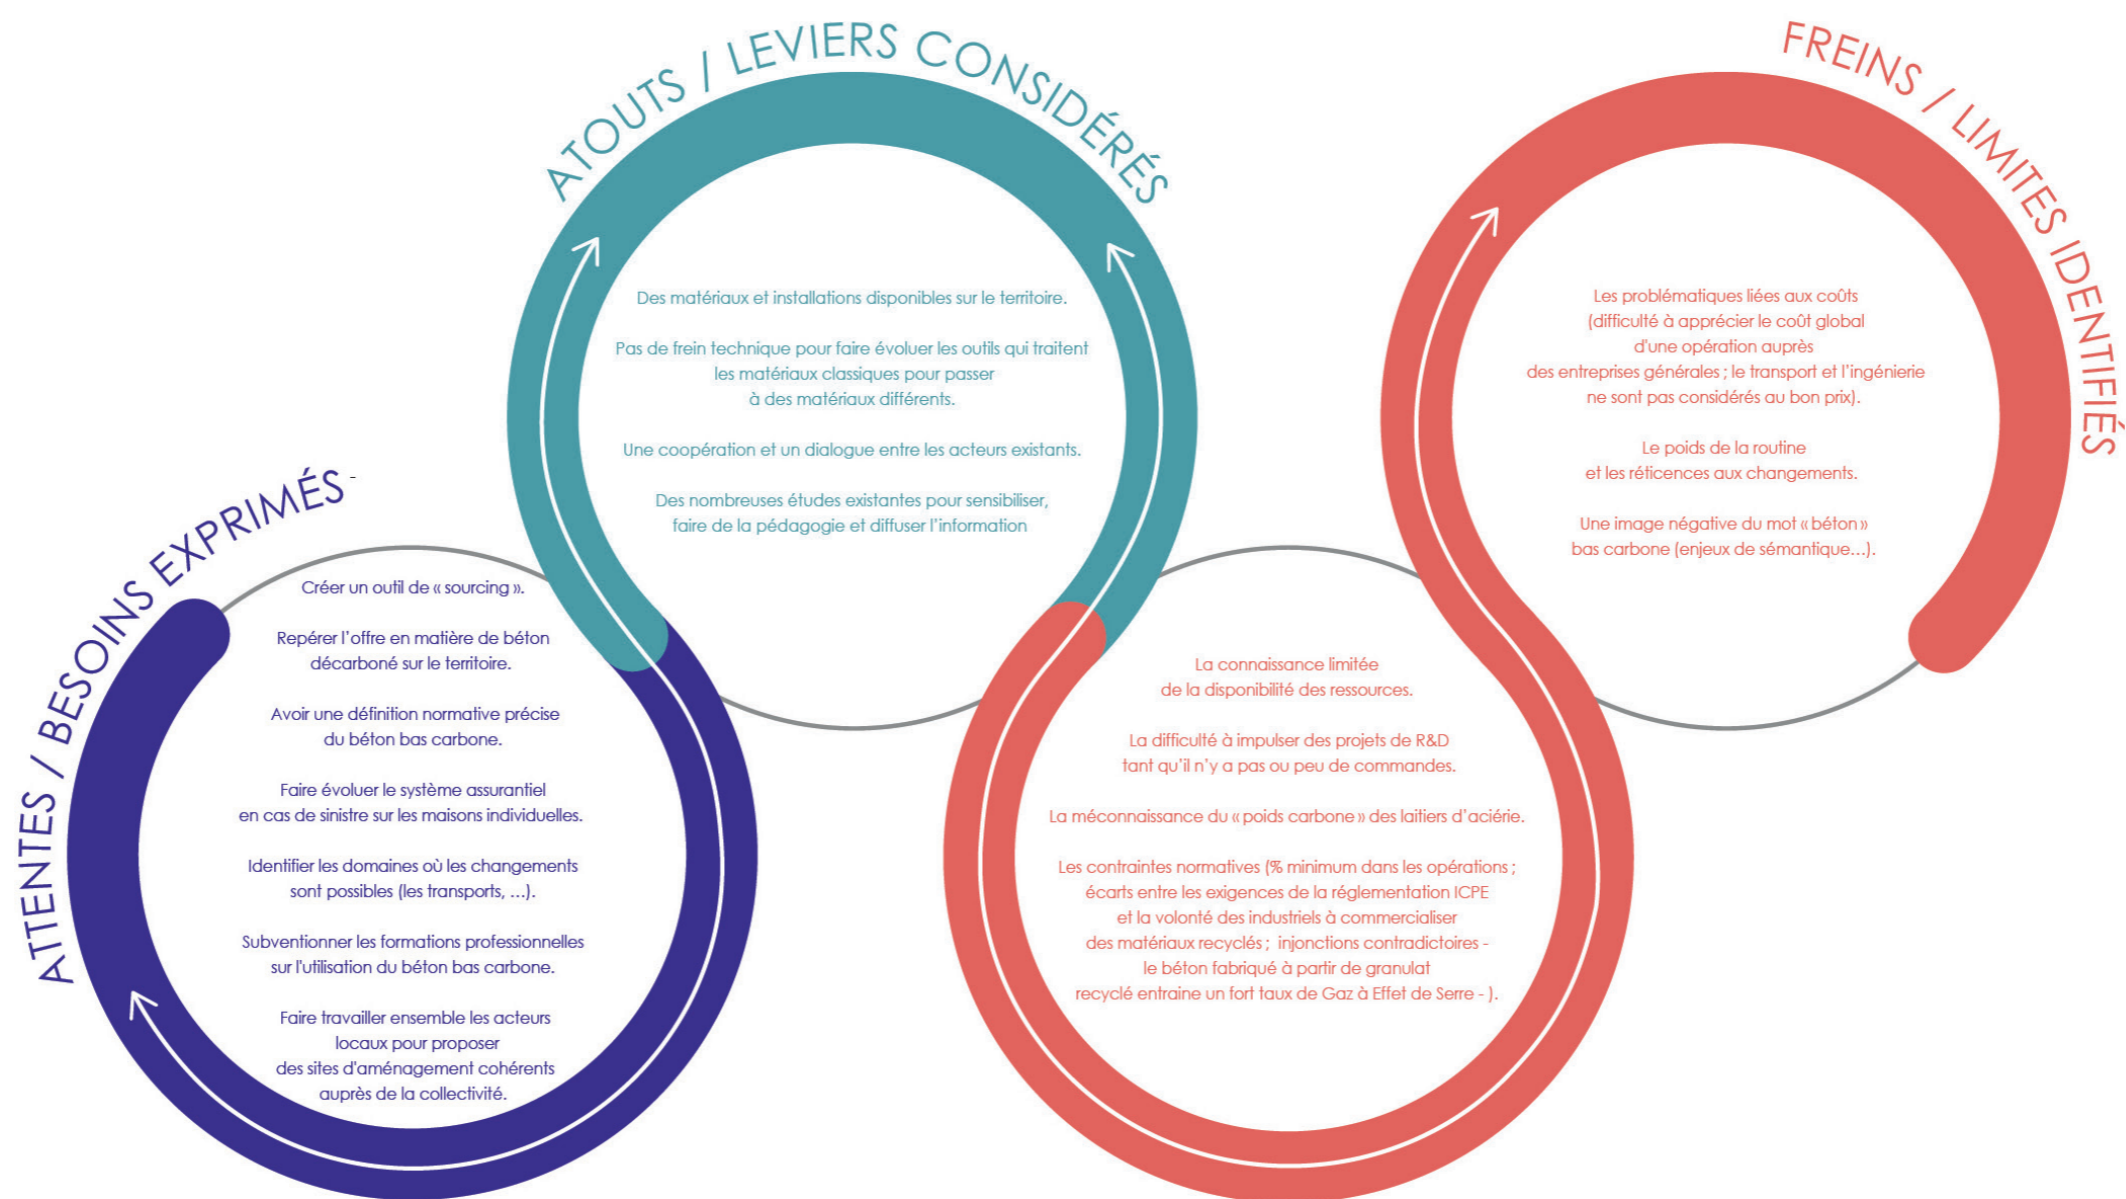 ATTENTES / BESOINS EXPRIMÉS -
Créer un outil de « sourcing ».
Repérer l'offre en matière de béton
décarboné sur le territoire.
Avoir une définition normative précise
du béton bas carbone.
Faire évoluer le système assurantiel
en cas de sinistre sur les maisons individuelles.
Identifier les domaines où les changements
sont possibles (les transports, ...).
Subventionner les formations professionnelles
sur l'utilisation du béton bas carbone.
Faire travailler ensemble les acteurs
locaux pour proposer
des sites d'aménagement cohérents
auprès de la collectivité.
ATOUTS / LEVIERS CONSIDÉRÉS
Des matériaux et installations disponibles sur le territoire.
Pas de frein technique pour faire évoluer les outils qui traitent
les matériaux classiques pour passer
à des matériaux différents.
Une coopération et un dialogue entre les acteurs existants.
Des nombreuses études existantes pour sensibiliser,
faire de la pédagogie et diffuser l'information
La connaissance limitée
de la disponibilité des ressources.
La difficulté à impulser des projets de R&D
tant qu'il n'y a pas ou peu de commandes.
La méconnaissance du « poids carbone » des laitiers d'aciérie.
Les contraintes normatives (% minimum dans les opérations ;
écarts entre les exigences de la réglementation ICPE
et la volonté des industriels à commercialiser
des matériaux recyclés ; injonctions contradictoires -
le béton fabriqué à partir de granulat
recyclé entraine un fort taux de Gaz à Effet de Serre - ).
FREINS / LIMITES IDENTIFIÉS
Les problématiques liées aux coûts
(difficulté à apprécier le coût global
d'une opération auprès
des entreprises générales ; le transport et l'ingénierie
ne sont pas considérés au bon prix).
Le poids de la routine
et les réticences aux changements.
Une image négative du mot « béton »
bas carbone (enjeux de sémantique...).